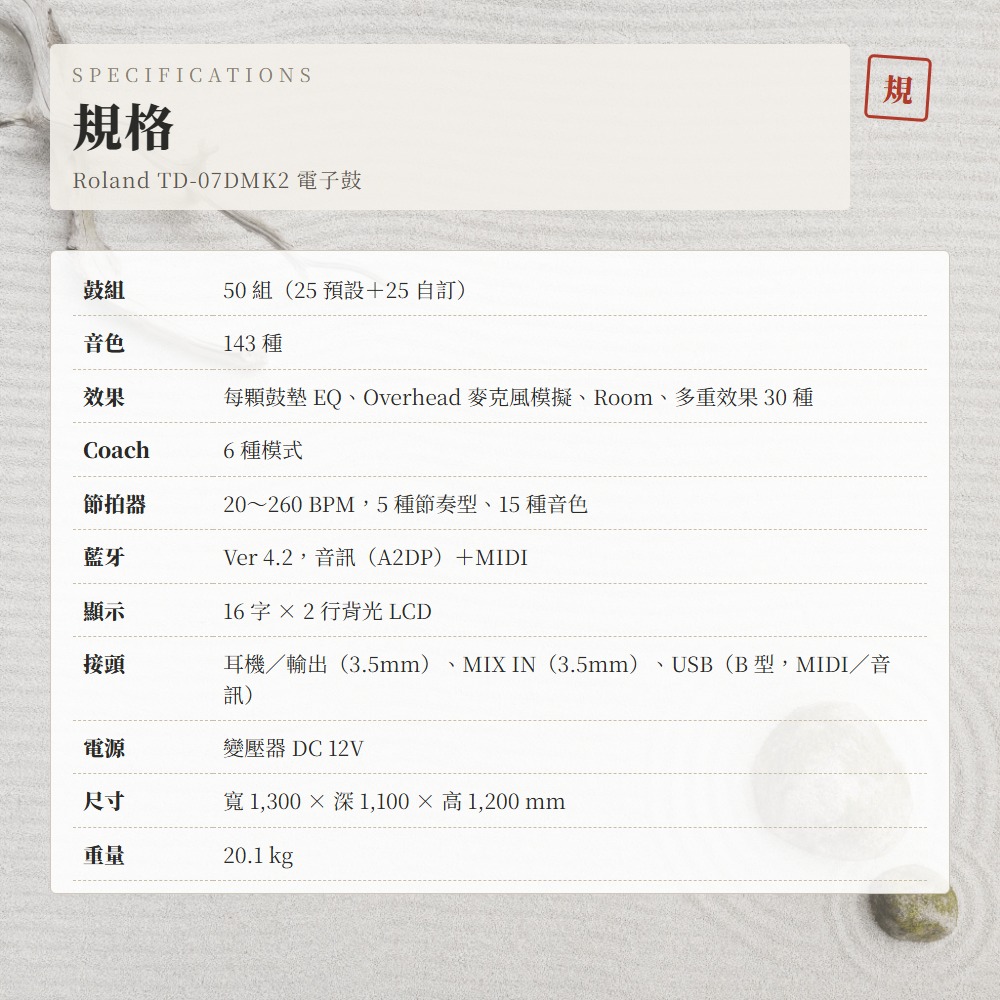 SPECIFICATIONS
規格
規
Roland TD-07DMK2 電子鼓
鼓組 50 組（25 預設＋25 自訂）
音色 143 種
效果 每顆鼓墊 EQ、Overhead 麥克風模擬、Room、多重效果 30 種
Coach 6 種模式
節拍器 20～260 BPM，5 種節奏型、15 種音色
藍牙 Ver 4.2，音訊（A2DP）＋MIDI
顯示 16 字 × 2 行背光 LCD
接頭 耳機／輸出（3.5mm）、MIX IN（3.5mm）、USB（B 型，MIDI／音
訊）
電源 變壓器 DC 12V
尺寸 寬 1,300 × 深 1,100 × 高 1,200 mm
重量 20.1 kg